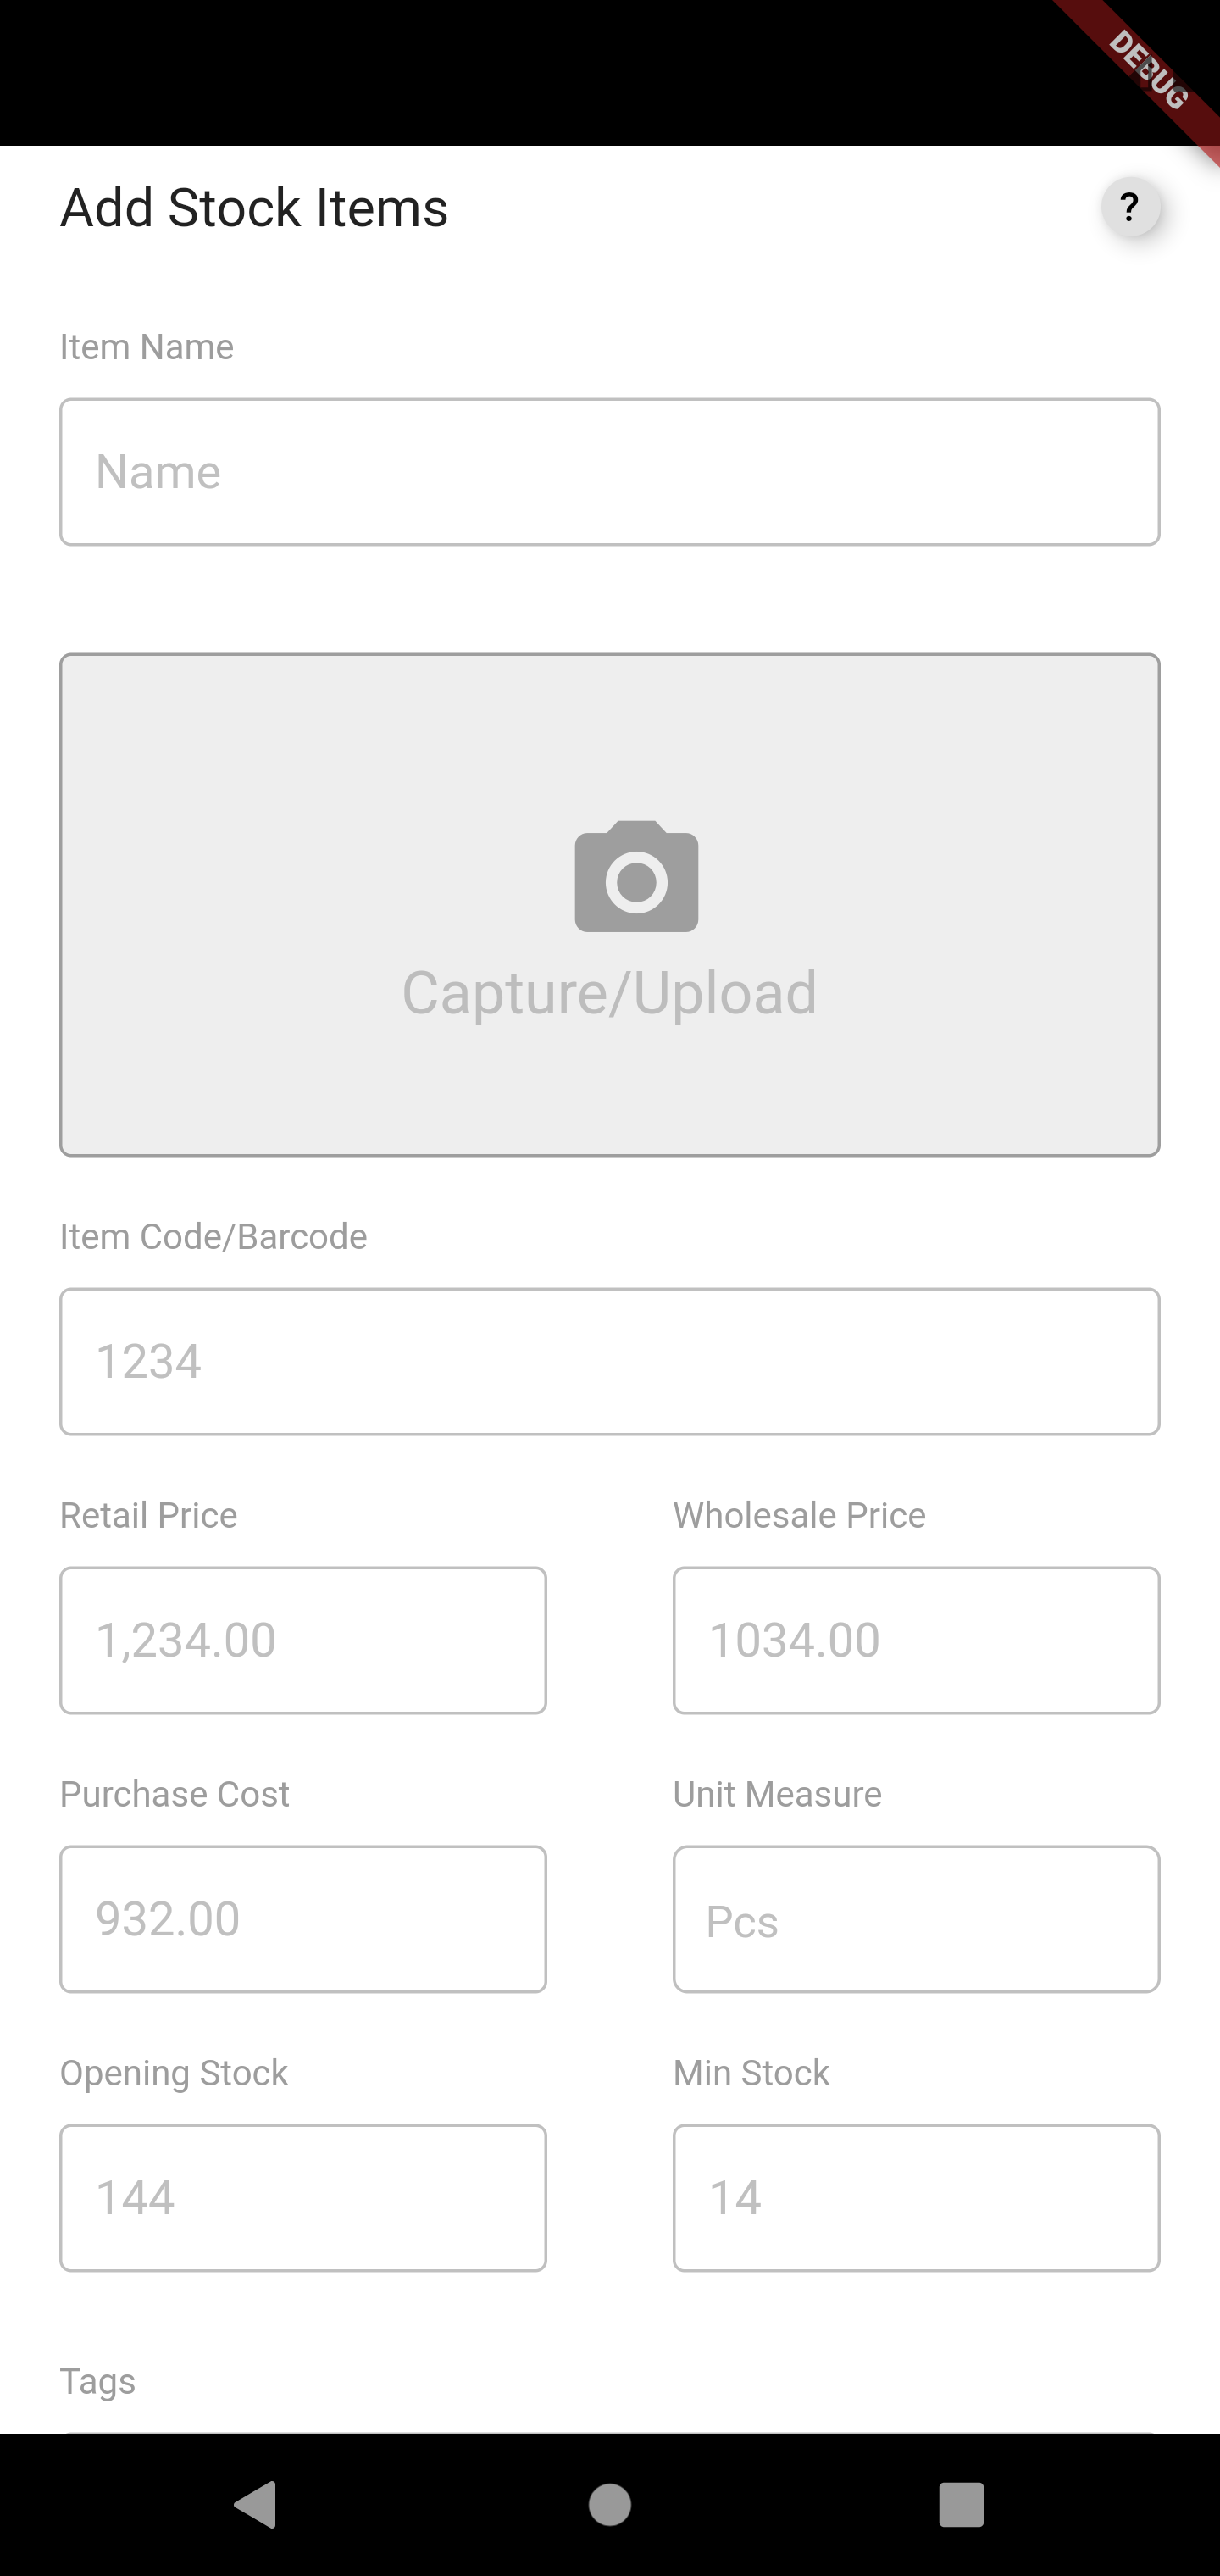 DEBUG
Add Stock Items ?
Item Name
Name
Capture/Upload
Item Code/Barcode
1234
Retail Price Wholesale Price
1,234.00 1034.00
Purchase Cost Unit Measure
932.00 Pcs
Opening Stock Min Stock
144 14
Tags